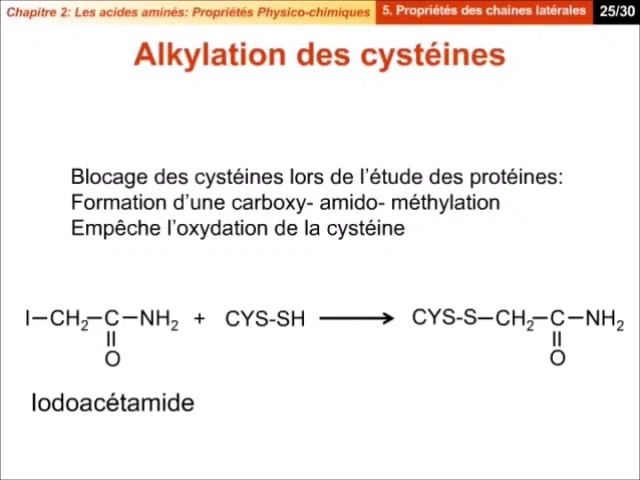 Chapitre 2: Les acides aminés: Propriétés Physico-chimiques 5. Propriétés des chaines latérales 25/30
Alkylation des cystéines
Blocage des cystéines lors de l'étude des protéines:
Formation d'une carboxy- amido- méthylation
Empêche l'oxydation de la cystéine
I–CH₂–C–NH₂ + CYS-SH ⟶ CYS-S–CH₂–C–NH₂
O O
Iodoacétamide